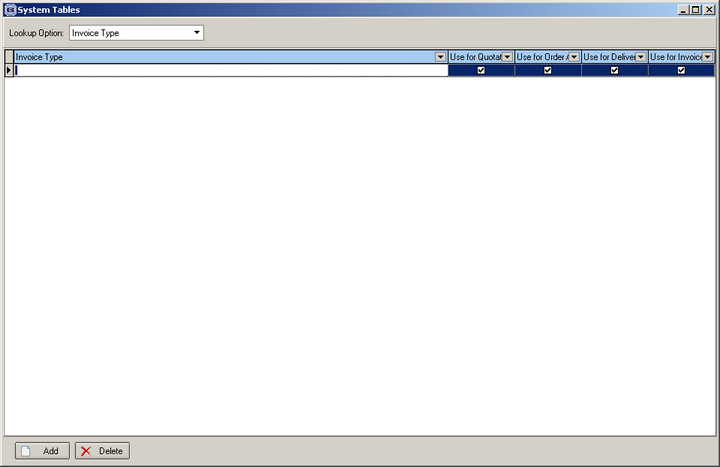 System Tables
Lookup Option: Invoice Type
Invoice Type Use for Quotat Use for Order A Use for Deliver Use for Invoice
Add Delete